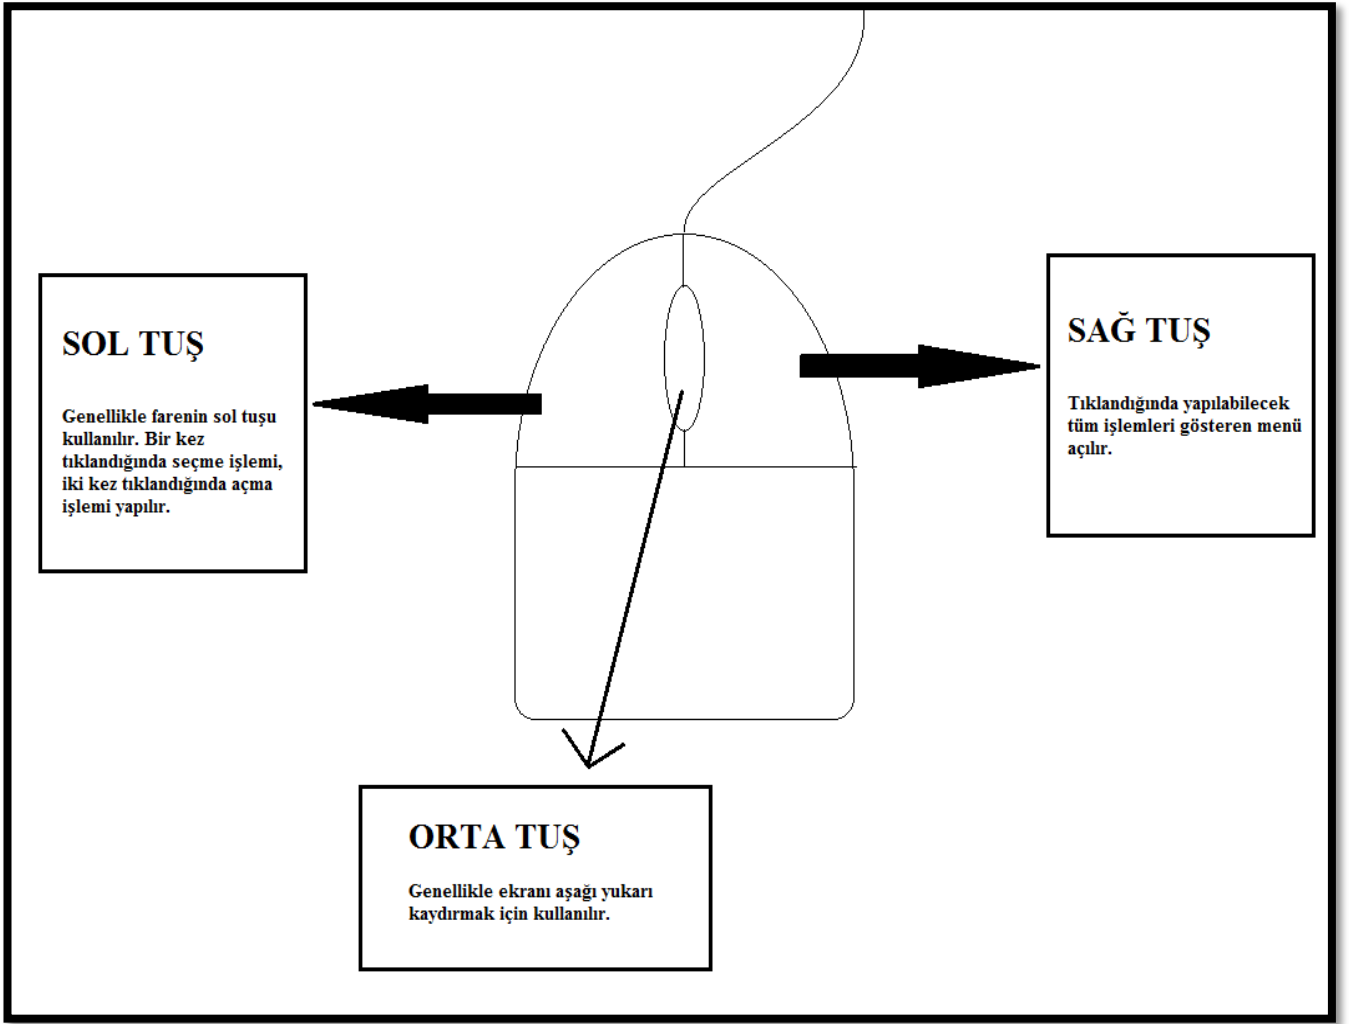 SOL TUŞ
Genellikle farenin sol tuşu
kullanılır. Bir kez
tıklandığında seçme işlemi,
iki kez tıklandığında açma
işlemi yapılır.
SAĞ TUŞ
Tıklandığında yapılabilecek
tüm işlemleri gösteren menü
açılır.
ORTA TUŞ
Genellikle ekranı aşağı yukarı
kaydırmak için kullanılır.